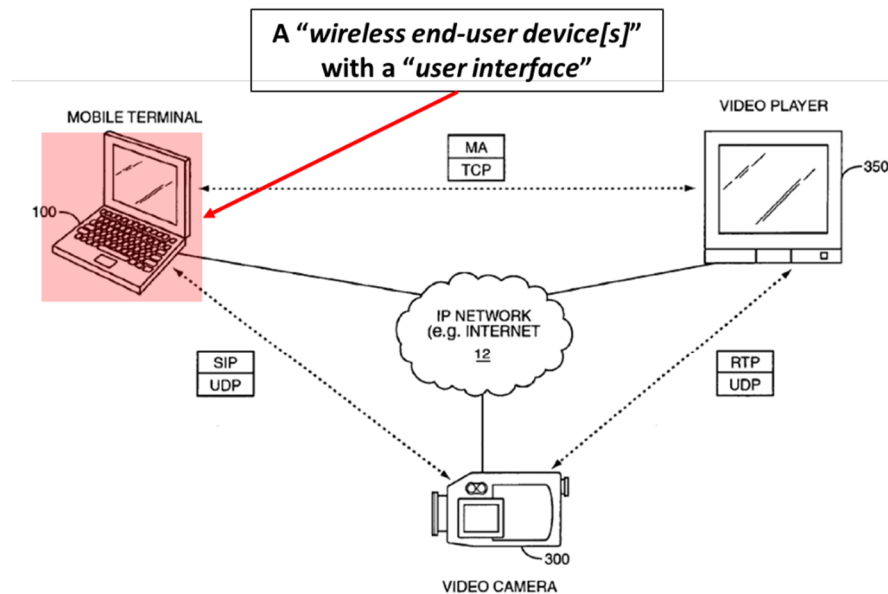 A “wireless end-user device[s]”
with a “user interface”
MOBILE TERMINAL
VIDEO PLAYER
MA
TCP
350
100
IP NETWORK
(e.g. INTERNET
12
SIP
UDP
RTP
UDP
300
VIDEO CAMERA